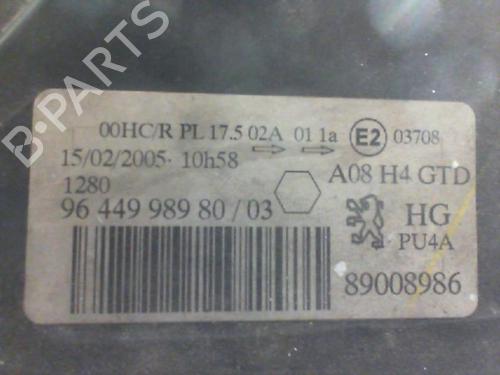 B-PARTS
00HC/R PL 17.5 02A 01 1a E2 03708
15/02/2005- 10h58
A08 H4 GTD
1280
96 449 989 80 / 03
HG
PU4A
89008986
B-PARTS